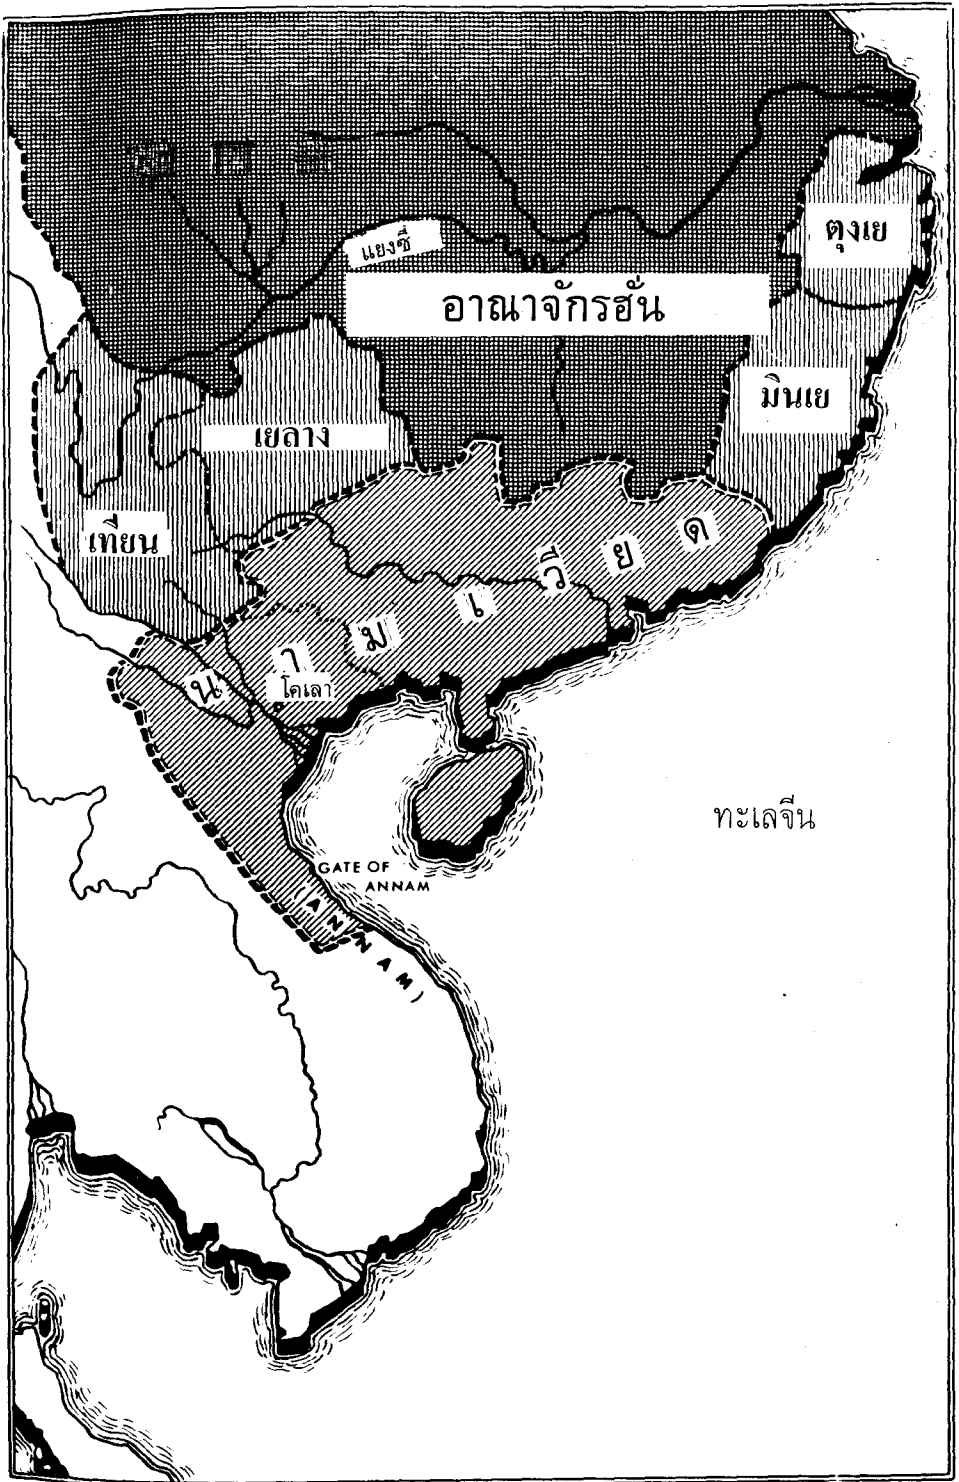 ตุงเย
แยงซี่
อาณาจักรฮั่น
มินเย
เยลาง
เทียน
นามเวียด
โคเลา
ทะเลจีน
GATE OF
ANNAM
(ANNAM)